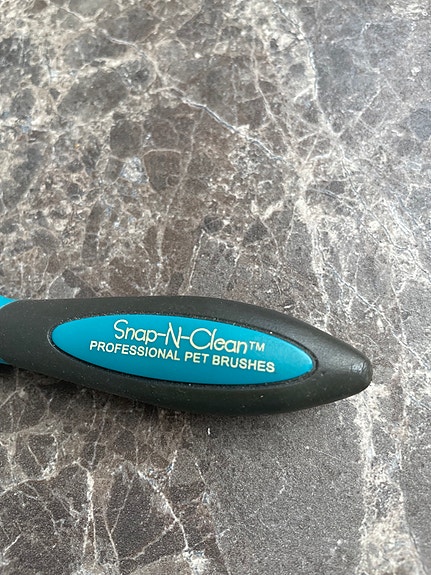 Snap-N-Clean™
PROFESSIONAL PET BRUSHES